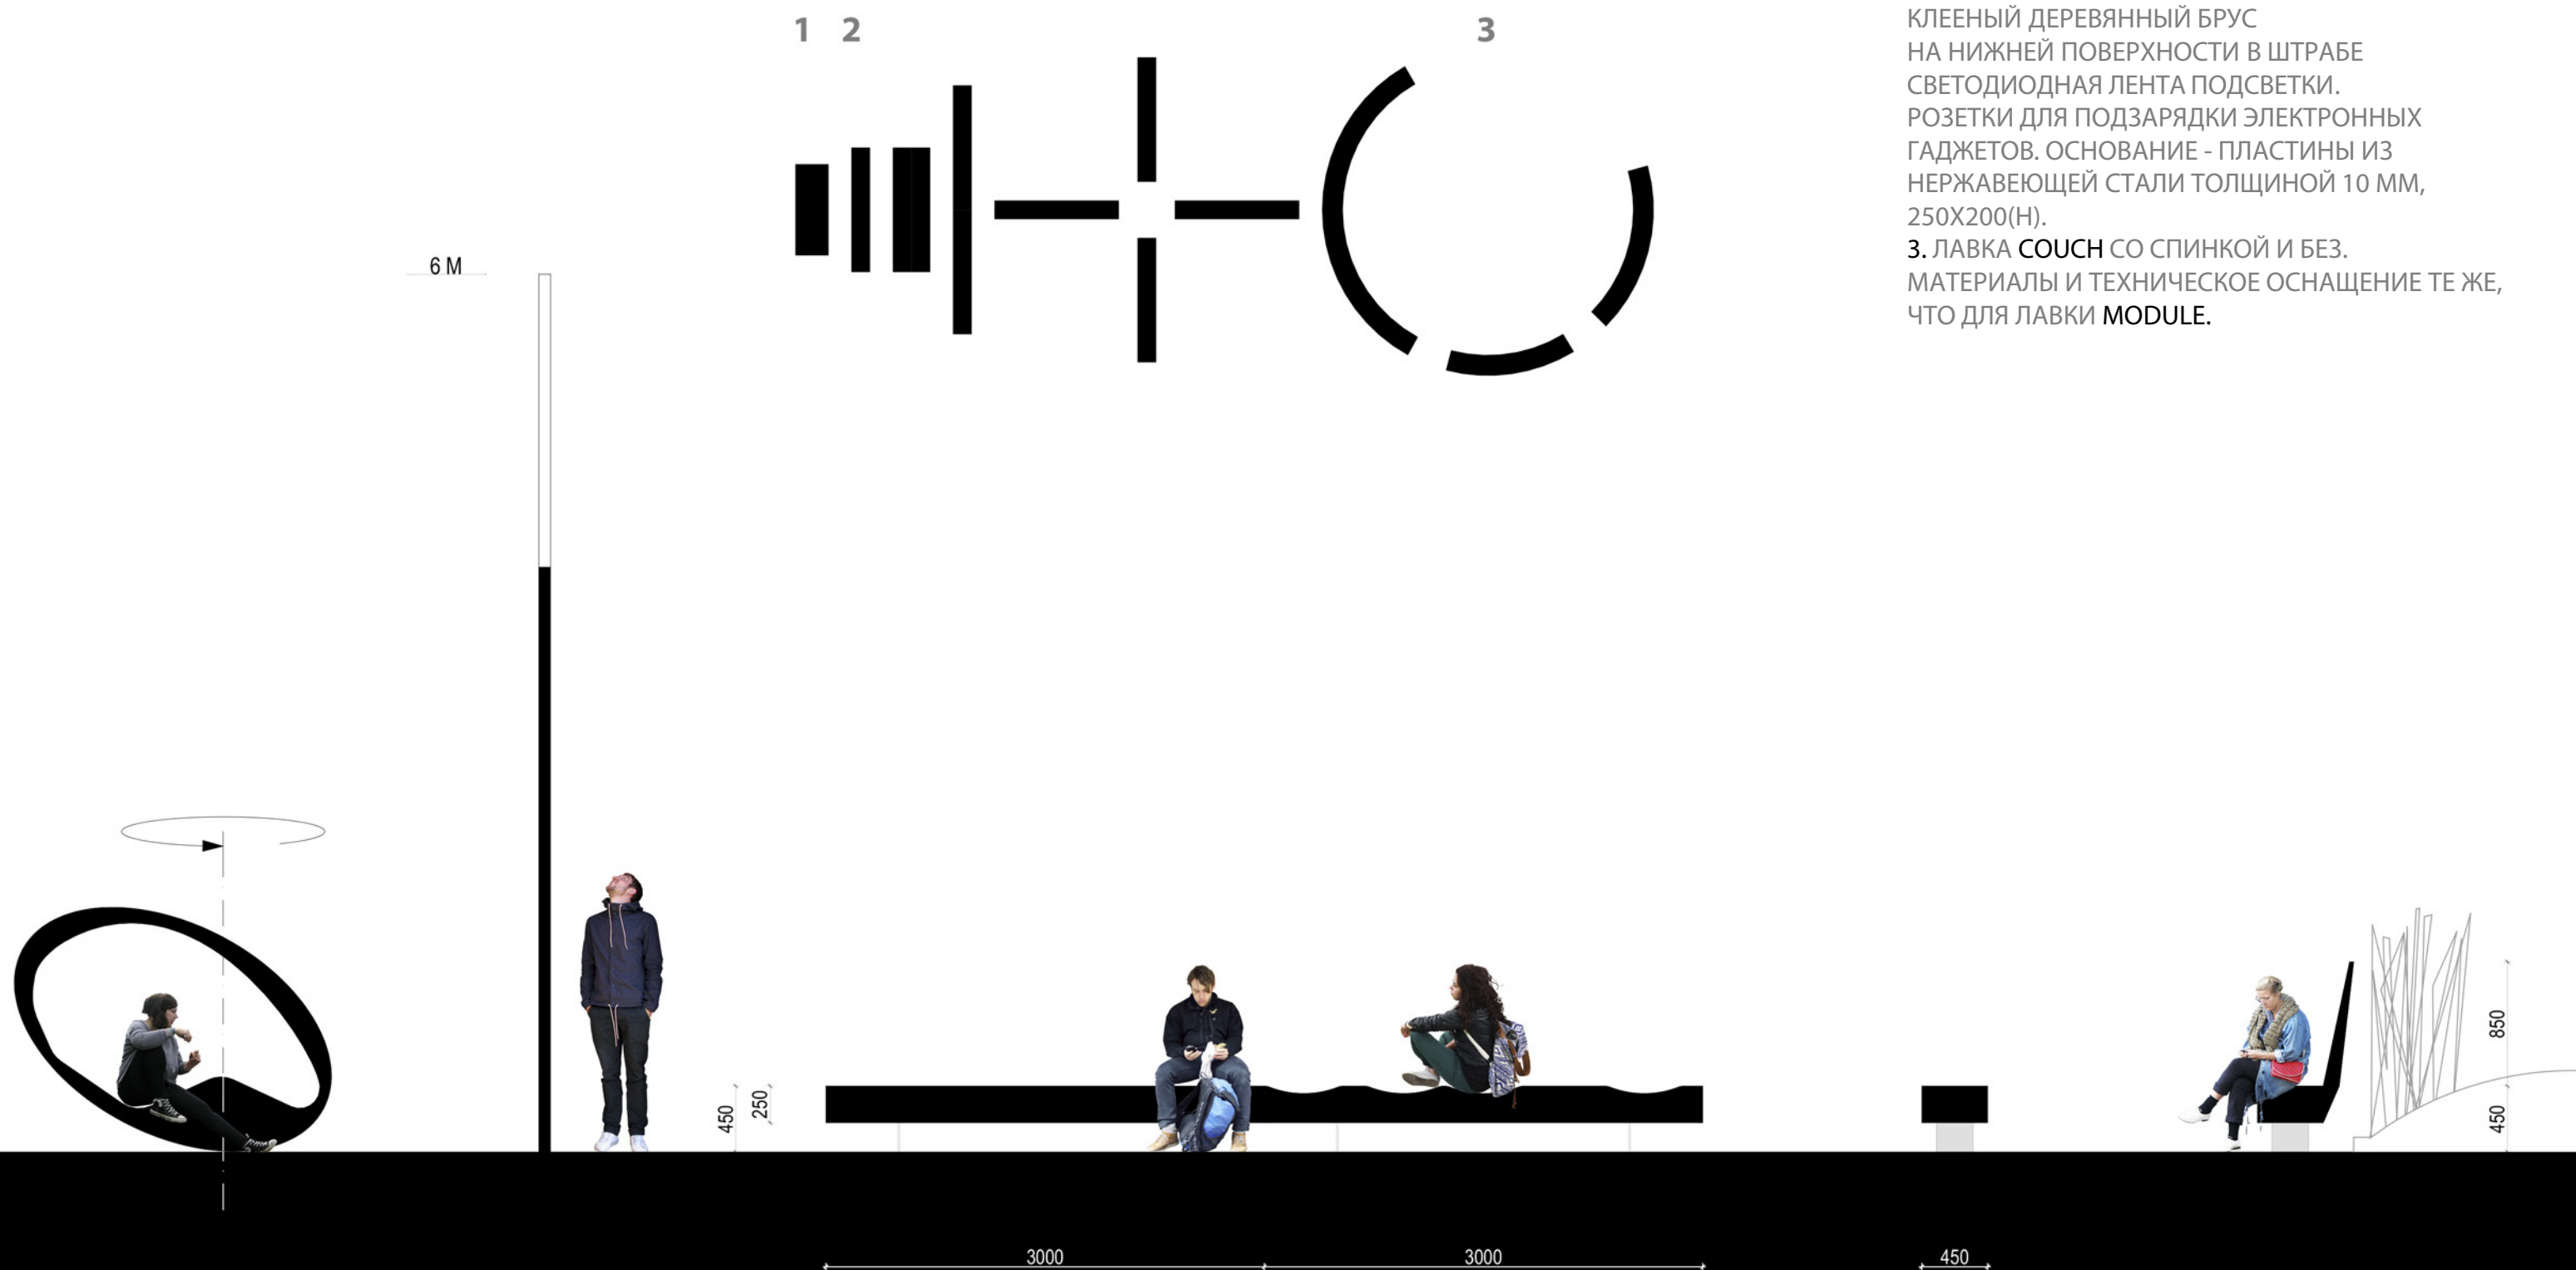 1 2 3
КЛЕЕНЫЙ ДЕРЕВЯННЫЙ БРУС
НА НИЖНЕЙ ПОВЕРХНОСТИ В ШТРАБЕ
СВЕТОДИОДНАЯ ЛЕНТА ПОДСВЕТКИ.
РОЗЕТКИ ДЛЯ ПОДЗАРЯДКИ ЭЛЕКТРОННЫХ
ГАДЖЕТОВ. ОСНОВАНИЕ - ПЛАСТИНЫ ИЗ
НЕРЖАВЕЮЩЕЙ СТАЛИ ТОЛЩИНОЙ 10 ММ,
250Х200(Н).
3. ЛАВКА COUCH СО СПИНКОЙ И БЕЗ.
МАТЕРИАЛЫ И ТЕХНИЧЕСКОЕ ОСНАЩЕНИЕ ТЕ ЖЕ,
ЧТО ДЛЯ ЛАВКИ MODULE.
6 М
450
250
850
450
3000
3000
450